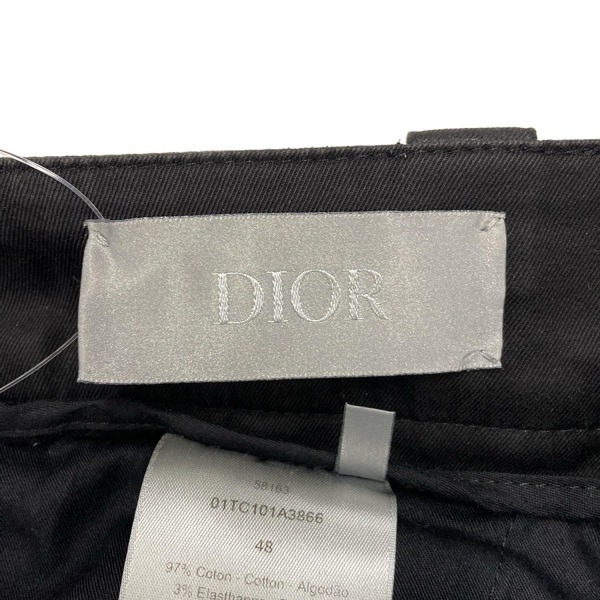 DIOR
58163
01TC101A3866
48
97% Coton - Cotton - Algodão
3% Elasthanne